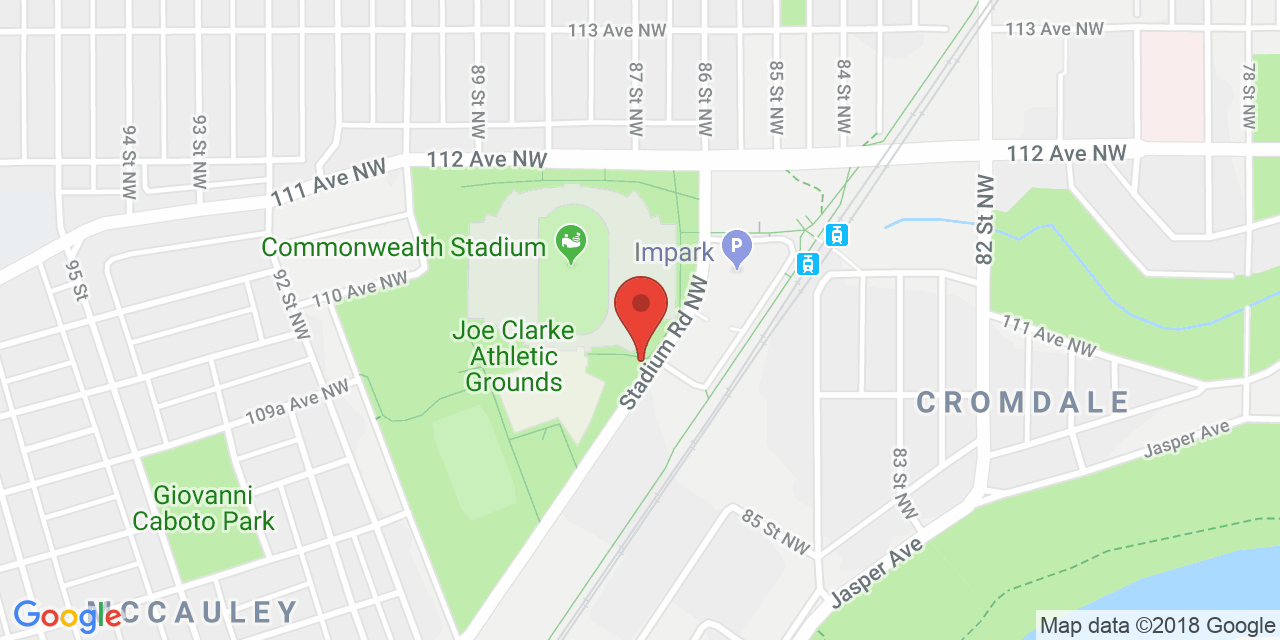 113 Ave NW
113 Ave NW
89 St NW
87 St NW
86 St NW
85 St NW
84 St NW
78 St NW
94 St NW
93 St NW
112 Ave NW
112 Ave NW
111 Ave NW
82 St NW
Commonwealth Stadium
Impark
P
95 St
92 St NW
110 Ave NW
Stadium Rd NW
Joe Clarke
Athletic
Grounds
111 Ave NW
109a Ave NW
CROMDALE
Jasper Ave
83 St NW
Giovanni
Caboto Park
85 St NW
Jasper Ave
MCCAULEY
Google
Map data ©2018 Google